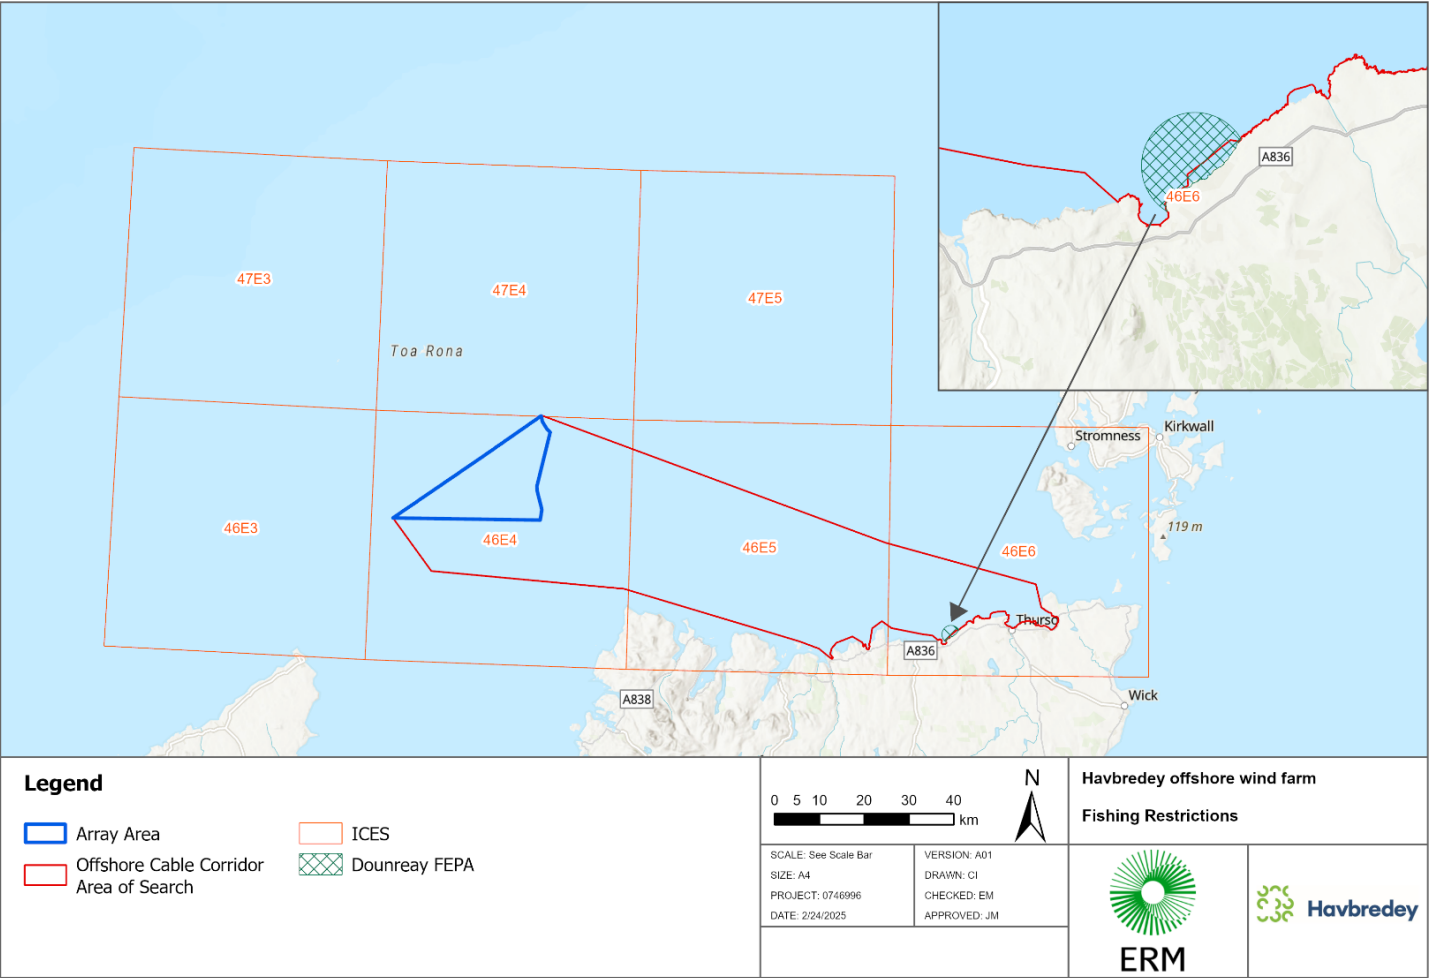 A836
46E6
47E3
47E4
47E5
Toa Rona
Stromness
Kirkwall
119 m
46E3
46E4
46E5
46E6
Thurso
A836
A838
Wick
Legend
Array Area
Offshore Cable Corridor
Area of Search
ICES
Dounreay FEPA
0 5 10 20 30 40
km
N
SCALE: See Scale Bar
SIZE: A4
PROJECT: 0746996
DATE: 2/24/2025
VERSION: A01
DRAWN: CI
CHECKED: EM
APPROVED: JM
Havbredey offshore wind farm
Fishing Restrictions
ERM
Havbredey